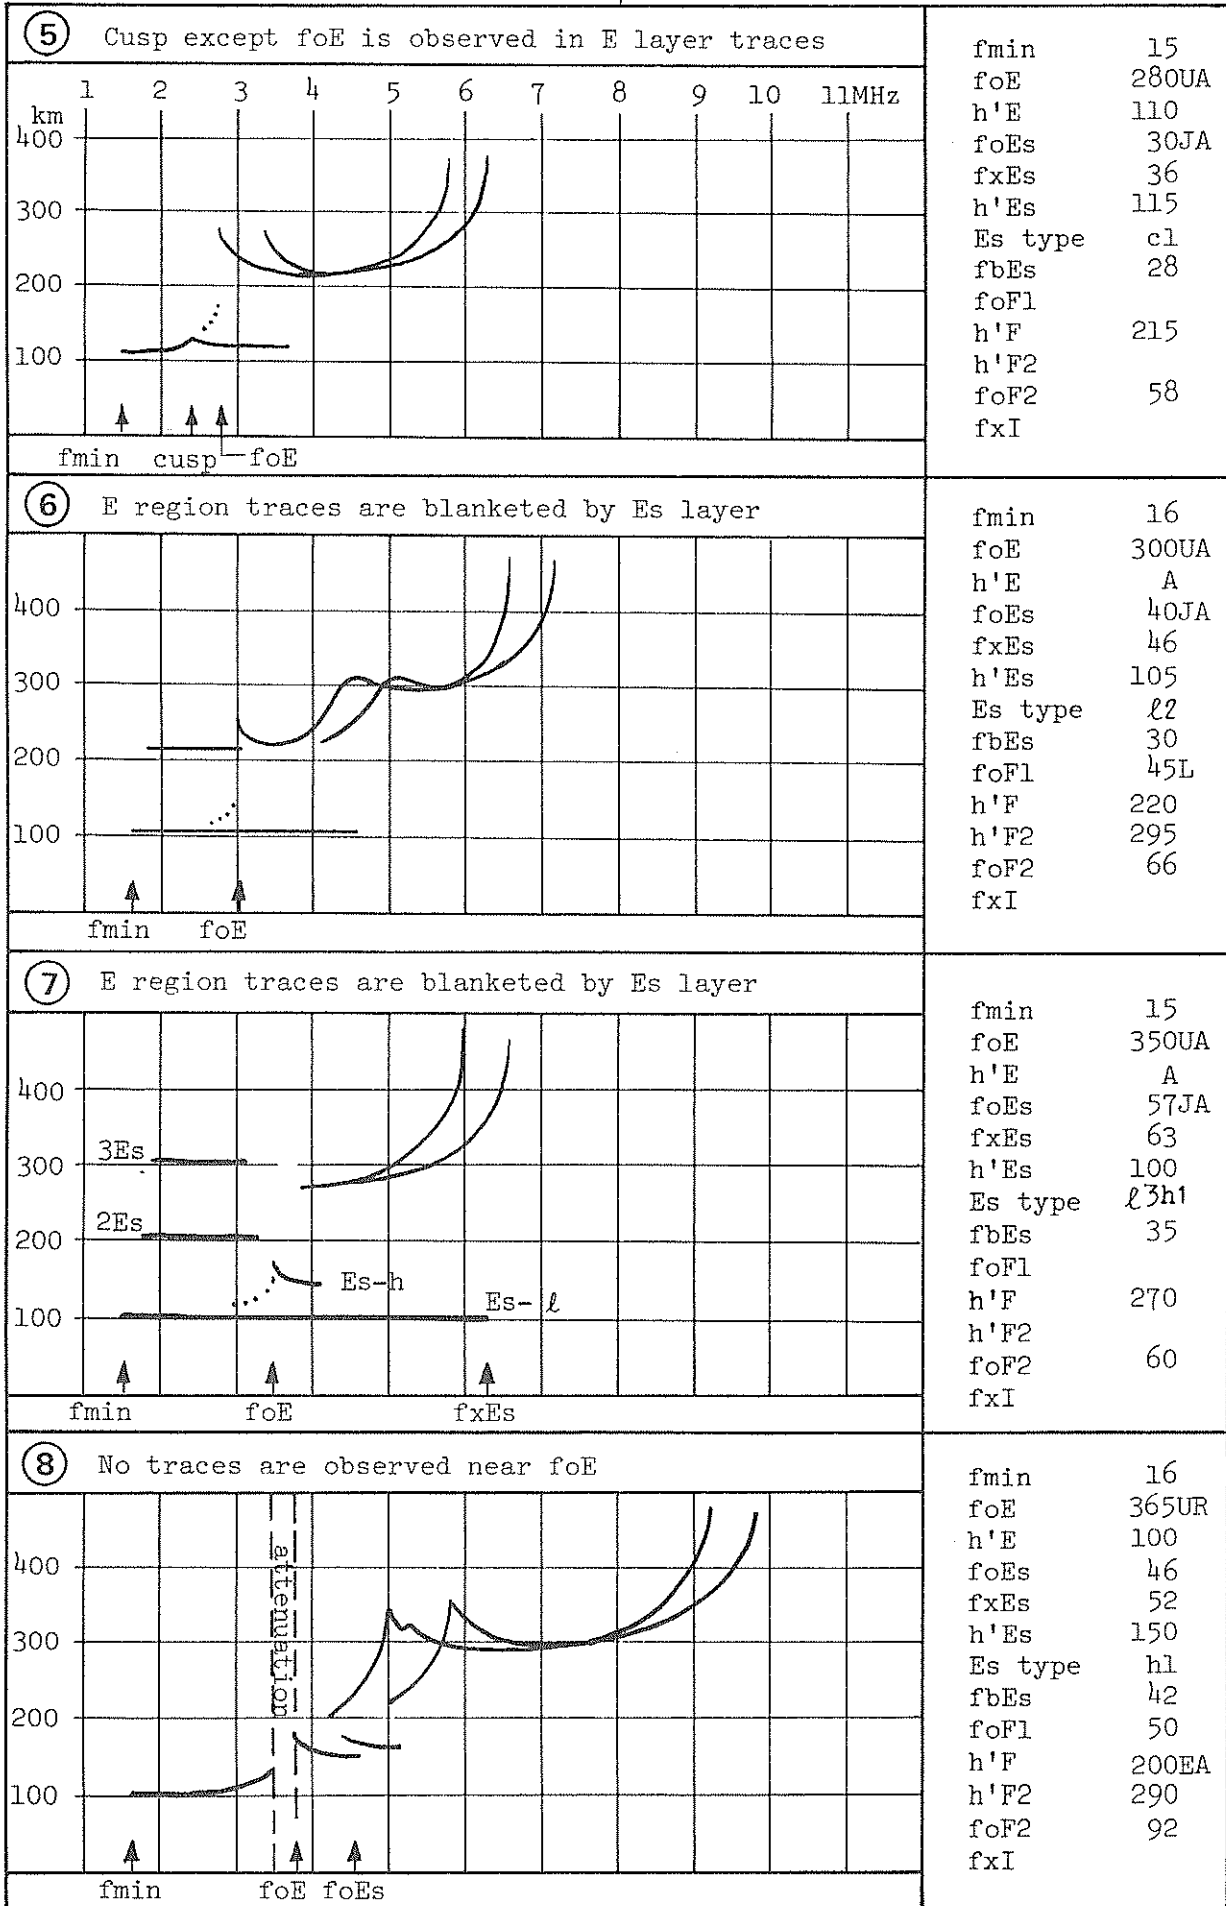 5 Cusp except foE is observed in E layer traces
1 2 3 4 5 6 7 8 9 10 11MHz
km
400
300
200
100
fmin cusp foE
fmin 15
foE 280UA
h'E 110
foEs 30JA
fxEs 36
h'Es 115
Es type c1
fbEs 28
foF1
h'F 215
h'F2
foF2 58
fxI
6 E region traces are blanketed by Es layer
400
300
200
100
fmin foE
fmin 16
foE 300UA
h'E A
foEs 40JA
fxEs 46
h'Es 105
Es type ℓ2
fbEs 30
foF1 45L
h'F 220
h'F2 295
foF2 66
fxI
7 E region traces are blanketed by Es layer
400
3Es
300
2Es
200
Es-h
Es-ℓ
100
fmin foE fxEs
fmin 15
foE 350UA
h'E A
foEs 57JA
fxEs 63
h'Es 100
Es type ℓ3h1
fbEs 35
foF1
h'F 270
h'F2
foF2 60
fxI
8 No traces are observed near foE
attenuation
400
300
200
100
fmin foE foEs
fmin 16
foE 365UR
h'E 100
foEs 46
fxEs 52
h'Es 150
Es type h1
fbEs 42
foF1 50
h'F 200EA
h'F2 290
foF2 92
fxI